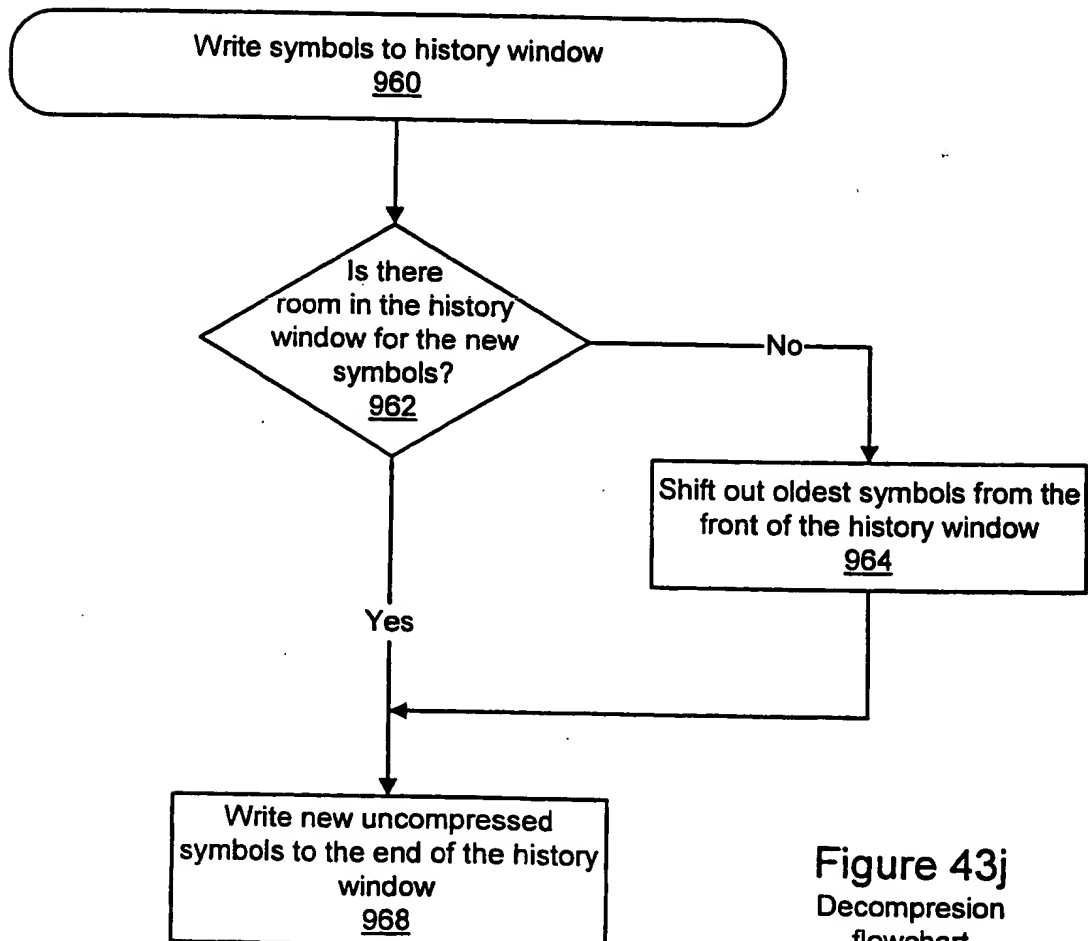 Write symbols to history window
960
Is there
room in the history
window for the new
symbols?
962
No
Shift out oldest symbols from the
front of the history window
964
Yes
Write new uncompressed
symbols to the end of the history
window
968
Figure 43j
Decompresion
flowchart